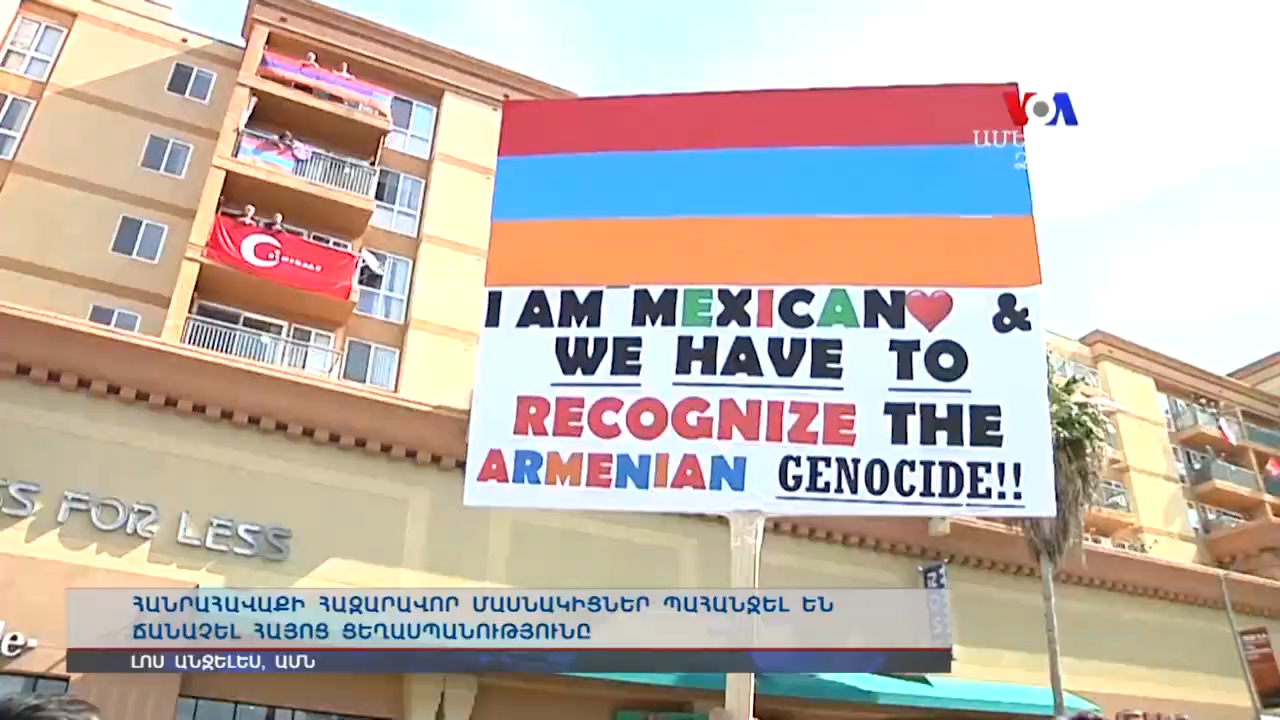 VOA
ԱՄԵ
I AM MEXICAN &
WE HAVE TO
RECOGNIZE THE
ARMENIAN GENOCIDE!!
S FOR LESS
ՀԱՆՐԱՀԱՎԱՔԻ ՀԱԶԱՐԱՎՈՐ ՄԱՍՆԱԿԻՑՆԵՐ ՊԱՀԱՆՋԵԼ ԵՆ
ՃԱՆԱՉԵԼ ՀԱՅՈՑ ՑԵՂԱՍՊԱՆՈՒԹՅՈՒՆԸ
ԼՈՍ ԱՆՋԵԼԵՍ, ԱՄՆ